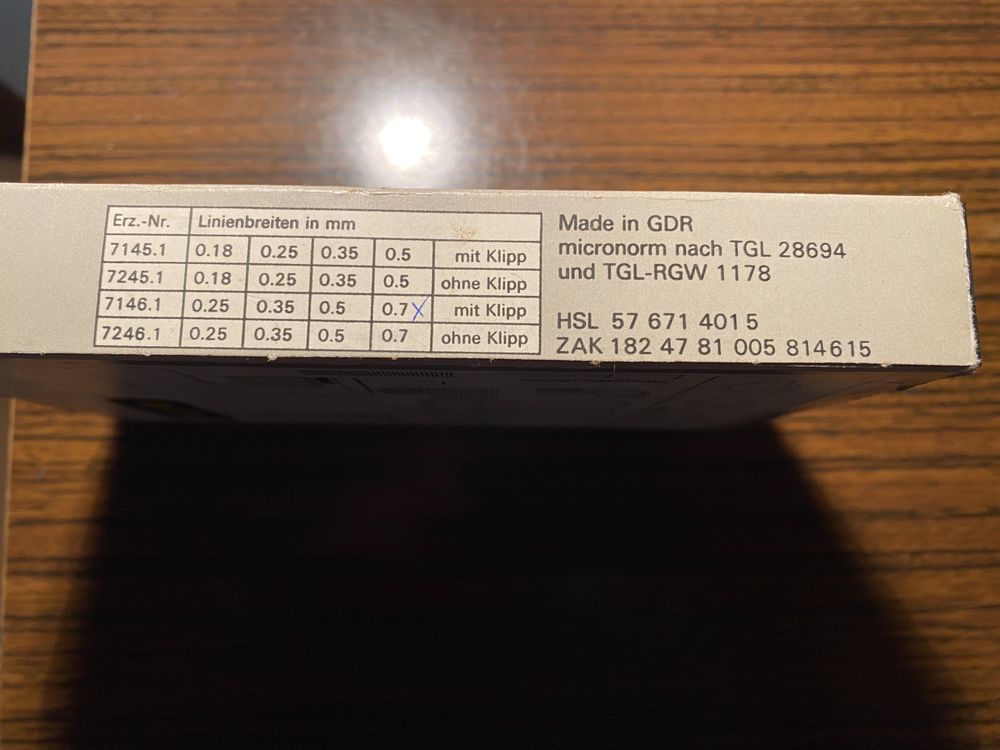 Erz.-Nr. Linienbreiten in mm
7145.1 0.18 0.25 0.35 0.5 mit Klipp
7245.1 0.18 0.25 0.35 0.5 ohne Klipp
7146.1 0.25 0.35 0.5 0.7 X mit Klipp
7246.1 0.25 0.35 0.5 0.7 ohne Klipp
Made in GDR
micronorm nach TGL 28694
und TGL-RGW 1178
HSL 57 671 4015
ZAK 182 47 81 005 814615